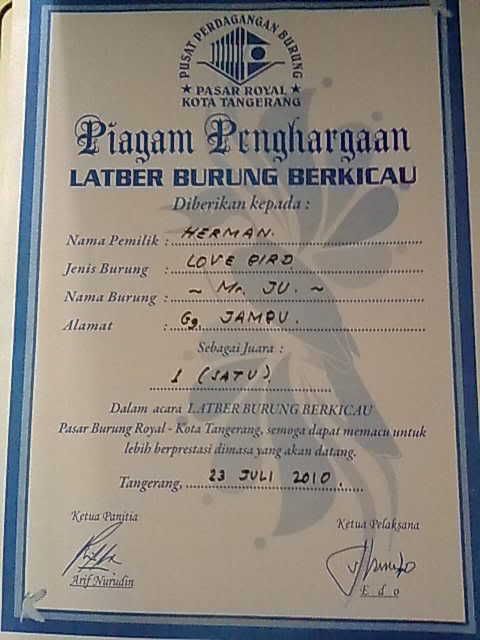 PUSAT PERDAGANGAN BURUNG
★ PASAR ROYAL ★
KOTA TANGERANG
Piagam Penghargaan
LATBER BURUNG BERKICAU
Diberikan kepada :
Nama Pemilik : HERMAN.
Jenis Burung : LOVE BIRD
Nama Burung : ~ Mr. JU. ~
Alamat : Gg. JAMBU.
Sebagai Juara :
1 (SATU).
Dalam acara LATBER BURUNG BERKICAU
Pasar Burung Royal - Kota Tangerang, semoga dapat memacu untuk
lebih berprestasi dimasa yang akan datang.
Tangerang, 23 JULI 2010.
Ketua Panitia
Ketua Pelaksana
Arif Nurudin
Edo